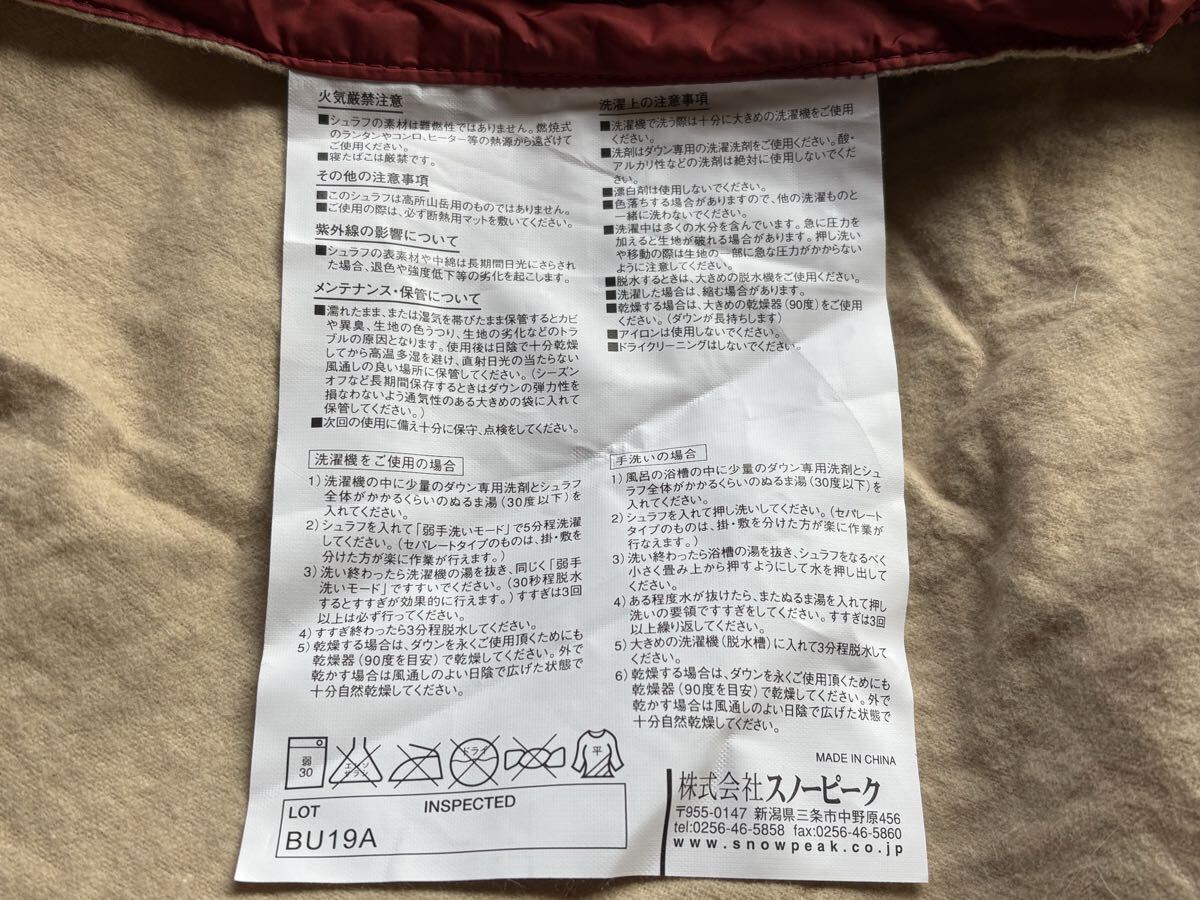 火気厳禁注意
■シュラフの素材は難燃性ではありません。燃焼式
のランタンやコンロ、ヒーター等の熱源から遠ざけて
ご使用ください。
■寝たばこは厳禁です。
その他の注意事項
■このシュラフは高所山岳用のものではありません。
■ご使用の際は、必ず断熱用マットを敷いてください。
紫外線の影響について
■シュラフの表素材や中綿は長期間日光にさらされ
た場合、退色や強度低下等の劣化を起こします。
メンテナンス・保管について
■濡れたまま、または湿気を帯びたまま保管するとカビ
や異臭、生地の色うつり、生地の劣化などのトラ
ブルの原因となります。使用後は日陰で十分乾燥
してから高温多湿を避け、直射日光の当たらない
風通しの良い場所に保管してください。(シーズン
オフなど長期間保存するときはダウンの弾力性を
損なわないよう通気性のある大きめの袋に入れて
保管してください。)
■次回の使用に備え十分に保守、点検をしてください。
洗濯上の注意事項
■洗濯機で洗う際は十分に大きめの洗濯機をご使用
ください。
■洗剤はダウン専用の洗濯洗剤をご使用ください。酸・
アルカリ性などの洗剤は絶対に使用しないでくだ
さい。
■漂白剤は使用しないでください。
■色落ちする場合がありますので、他の洗濯ものと
一緒に洗わないでください。
■洗濯中は多くの水分を含んでいます。急に圧力を
加えると生地が破れる場合があります。押し洗い
や移動の際は生地の一部に急な圧力がかからない
ように注意してください。
■脱水するときは、大きめの脱水機をご使用ください。
■洗濯した場合は、縮む場合があります。
■乾燥する場合は、大きめの乾燥器(90度)をご使用
ください。(ダウンが長持ちします)
■アイロンは使用しないでください。
■ドライクリーニングはしないでください。
洗濯機をご使用の場合
1)洗濯機の中に少量のダウン専用洗剤とシュラフ
全体がかかるくらいのぬるま湯(30度以下)を
入れてください。
2)シュラフを入れて「弱手洗いモード」で5分程洗濯
してください。(セパレートタイプのものは、掛・敷を
分けた方が楽に作業が行えます。)
3)洗い終わったら洗濯機の湯を抜き、同じく「弱手
洗いモード」ですすいでください。(30秒程脱水
するとすすぎが効果的に行えます。)すすぎは3回
以上は必ず行ってください。
4)すすぎ終わったら3分程脱水してください。
5)乾燥する場合は、ダウンを永くご使用頂くためにも
乾燥器(90度を目安)で乾燥してください。外で
乾かす場合は風通しのよい日陰で広げた状態で
十分自然乾燥してください。
手洗いの場合
1)風呂の浴槽の中に少量のダウン専用洗剤とシュ
ラフ全体がかかるくらいのぬるま湯(30度以下)を
入れてください。
2)シュラフを入れて押し洗いしてください。(セパレート
タイプのものは、掛・敷を分けた方が楽に作業が
行なえます。)
3)洗い終わったら浴槽の湯を抜き、シュラフをなるべく
小さく畳み上から押すようにして水を押し出して
ください。
4)ある程度水が抜けたら、またぬるま湯を入れて押し
洗いの要領ですすぎをしてください。すすぎは3回
以上繰り返してください。
5)大きめの洗濯機(脱水槽)に入れて3分程脱水して
ください。
6)乾燥する場合は、ダウンを永くご使用頂くためにも
乾燥器(90度を目安)で乾燥してください。外で
乾かす場合は風通しのよい日陰で広げた状態で
十分自然乾燥してください。
弱
30
エンソ
サラシ
ドライ
平
LOT
INSPECTED
BU19A
MADE IN CHINA
株式会社スノーピーク
〒955-0147 新潟県三条市中野原456
tel:0256-46-5858 fax:0256-46-5860
www.snowpeak.co.jp